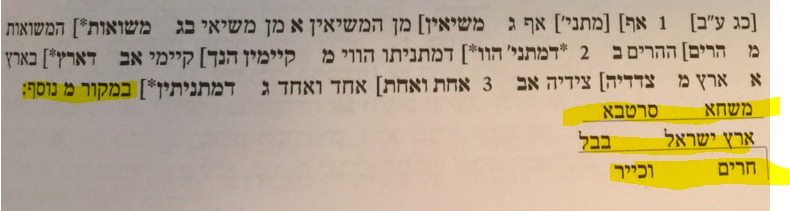 [כג ע"ב] 1 אף] [מתני'] אף ג משיאין] מן המשיאין א מן משיאי בג משואות*] המשואות
מ הרים] ההרים ב 2 *דמתני' הוו*] דמתניתו הווי מ קיימין הנך] קיימי אב דארץ*] בארץ
א ארץ מ צדדיה] צידיה אב 3 אחת ואחת] אחד ואחד ג דמתניתין*] במקור מ נוסף:
משחא סרטבא
ארץ ישראל בבל
חרים וכייר